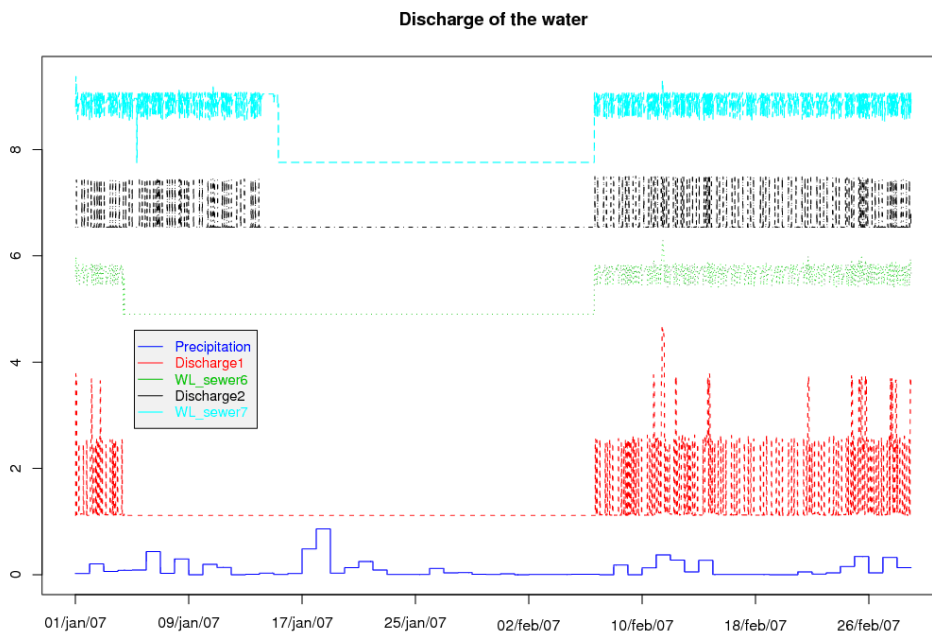 Discharge of the water
8
6
4
2
0
Precipitation
Discharge1
WL_sewer6
Discharge2
WL_sewer7
01/jan/07 09/jan/07 17/jan/07 25/jan/07 02/feb/07 10/feb/07 18/feb/07 26/feb/07